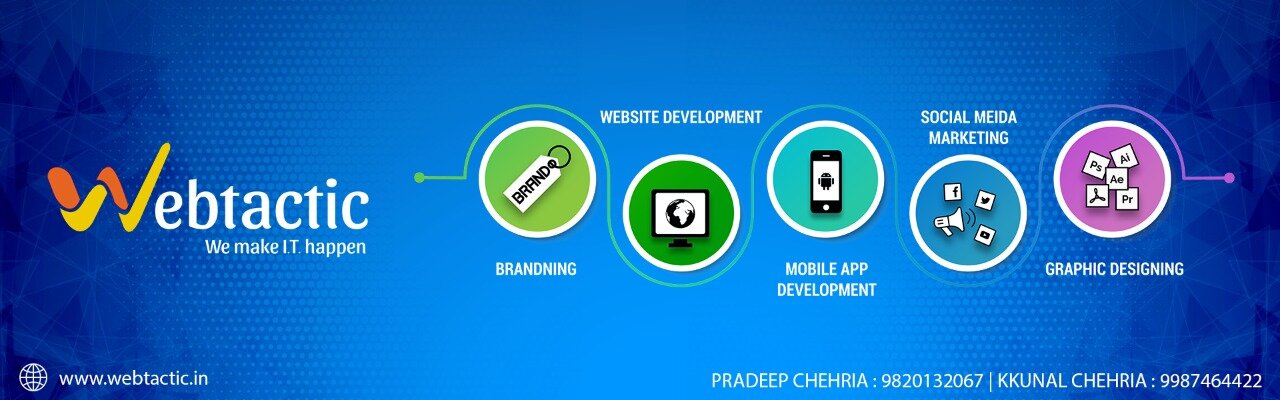 Webtactic
We make I.T. happen
BRAND
BRANDNING
WEBSITE DEVELOPMENT
MOBILE APP
DEVELOPMENT
SOCIAL MEIDA
MARKETING
f
Ps
Ai
Ae
Pr
GRAPHIC DESIGNING
www.webtactic.in
PRADEEP CHEHRIA : 9820132067 | KKUNAL CHEHRIA : 9987464422